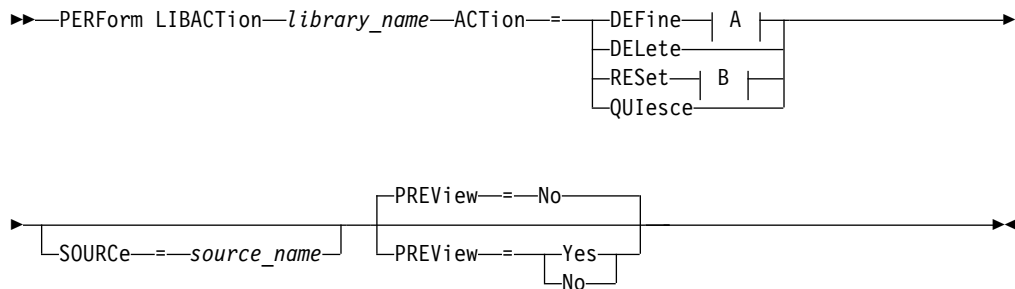 PERForm LIBACTion library_name ACTion = DEFine A
DELete
RESet B
QUIesce
PREView = No
SOURCe = source_name PREView = Yes
No